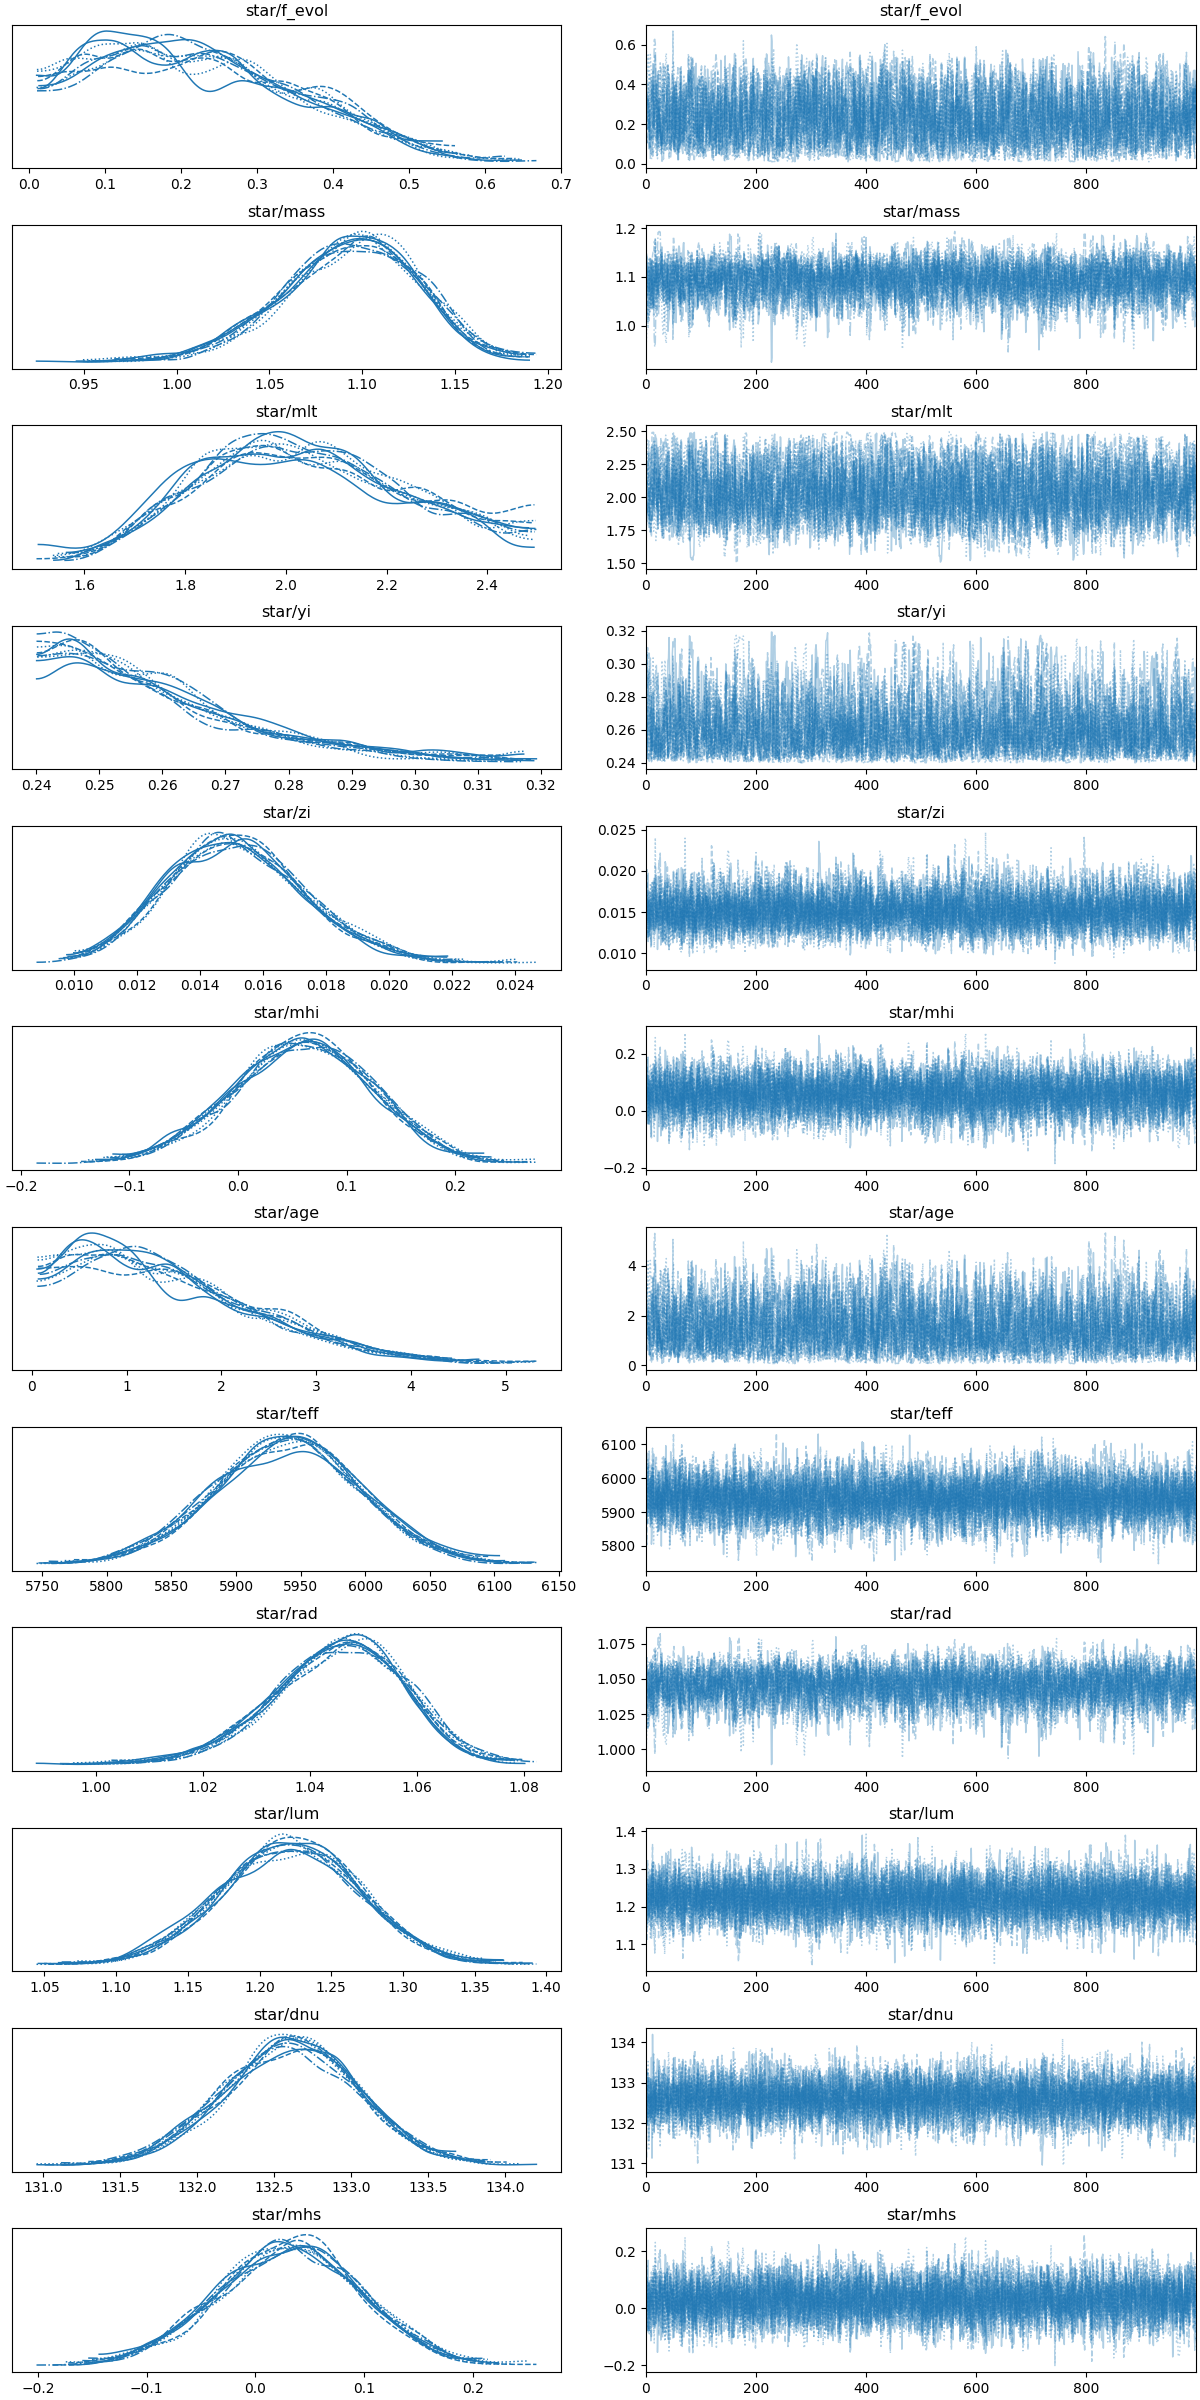 star/f_evol star/f_evol
0.6
0.4
0.2
0.0
0.0 0.1 0.2 0.3 0.4 0.5 0.6 0.7 0 200 400 600 800
star/mass star/mass
1.2
1.1
1.0
0.95 1.00 1.05 1.10 1.15 1.20 0 200 400 600 800
star/mlt star/mlt
2.50
2.25
2.00
1.75
1.50
1.6 1.8 2.0 2.2 2.4 0 200 400 600 800
star/yi star/yi
0.32
0.30
0.28
0.26
0.24
0.24 0.25 0.26 0.27 0.28 0.29 0.30 0.31 0.32 0 200 400 600 800
star/zi star/zi
0.025
0.020
0.015
0.010
0.010 0.012 0.014 0.016 0.018 0.020 0.022 0.024 0 200 400 600 800
star/mhi star/mhi
0.2
0.0
−0.2
−0.2 −0.1 0.0 0.1 0.2 0 200 400 600 800
star/age star/age
4
2
0
0 1 2 3 4 5 0 200 400 600 800
star/teff star/teff
6100
6000
5900
5800
5750 5800 5850 5900 5950 6000 6050 6100 6150 0 200 400 600 800
star/rad star/rad
1.075
1.050
1.025
1.000
1.00 1.02 1.04 1.06 1.08 0 200 400 600 800
star/lum star/lum
1.4
1.3
1.2
1.1
1.05 1.10 1.15 1.20 1.25 1.30 1.35 1.40 0 200 400 600 800
star/dnu star/dnu
134
133
132
131
131.0 131.5 132.0 132.5 133.0 133.5 134.0 0 200 400 600 800
star/mhs star/mhs
0.2
0.0
−0.2
−0.2 −0.1 0.0 0.1 0.2 0 200 400 600 800